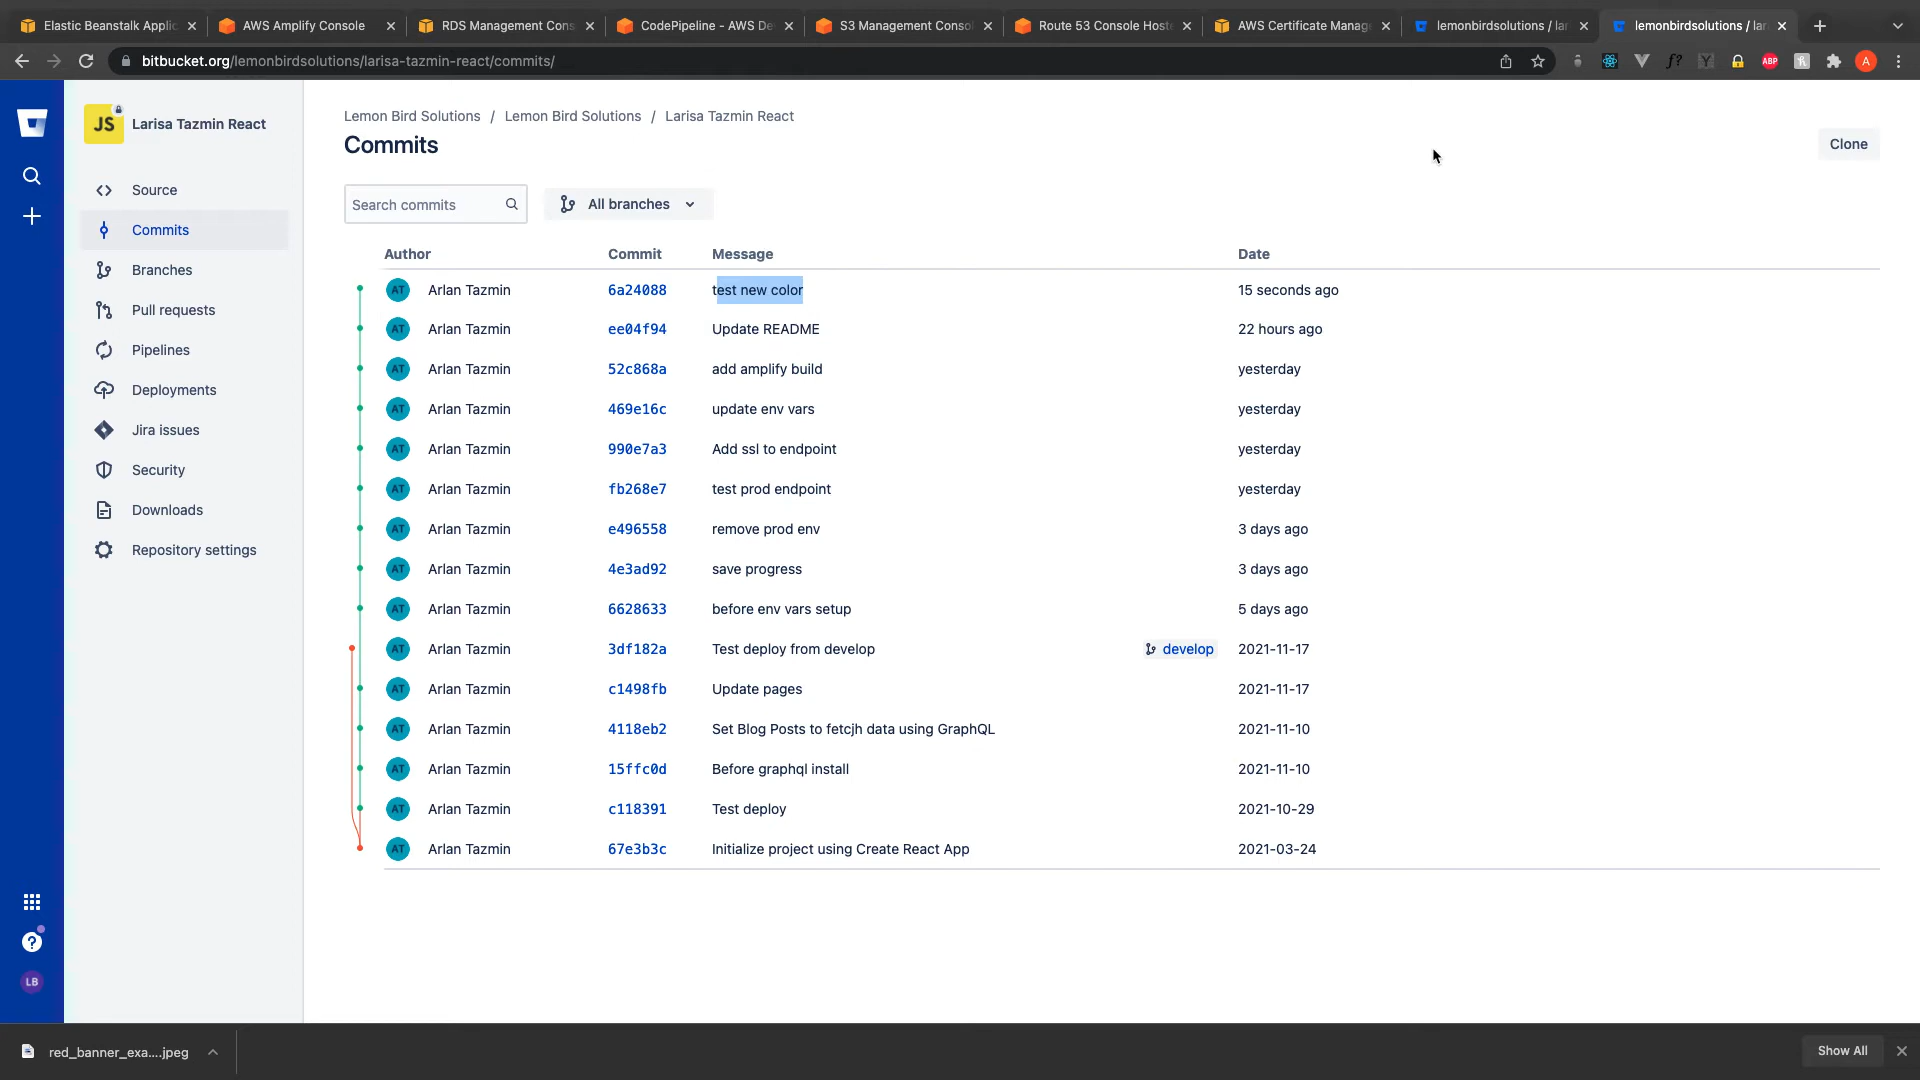 Elastic Beanstalk Applic
AWS Amplify Console
RDS Management Cons
CodePipeline - AWS De
S3 Management Consol
Route 53 Console Hoste
AWS Certificate Manag
lemonbirdsolutions / lar
lemonbirdsolutions / lar
bitbucket.org/lemonbirdsolutions/larisa-tazmin-react/commits/
f?
Y
ABP
A
JS
Larisa Tazmin React
Source
Commits
Branches
Pull requests
Pipelines
Deployments
Jira issues
Security
Downloads
Repository settings
LB
Lemon Bird Solutions / Lemon Bird Solutions / Larisa Tazmin React
Commits
Clone
Search commits
All branches
Author Commit Message Date
AT Arlan Tazmin 6a24088 test new color 15 seconds ago
AT Arlan Tazmin ee04f94 Update README 22 hours ago
AT Arlan Tazmin 52c868a add amplify build yesterday
AT Arlan Tazmin 469e16c update env vars yesterday
AT Arlan Tazmin 990e7a3 Add ssl to endpoint yesterday
AT Arlan Tazmin fb268e7 test prod endpoint yesterday
AT Arlan Tazmin e496558 remove prod env 3 days ago
AT Arlan Tazmin 4e3ad92 save progress 3 days ago
AT Arlan Tazmin 6628633 before env vars setup 5 days ago
AT Arlan Tazmin 3df182a Test deploy from develop develop 2021-11-17
AT Arlan Tazmin c1498fb Update pages 2021-11-17
AT Arlan Tazmin 4118eb2 Set Blog Posts to fetcjh data using GraphQL 2021-11-10
AT Arlan Tazmin 15ffc0d Before graphql install 2021-11-10
AT Arlan Tazmin c118391 Test deploy 2021-10-29
AT Arlan Tazmin 67e3b3c Initialize project using Create React App 2021-03-24
red_banner_exa....jpeg
Show All